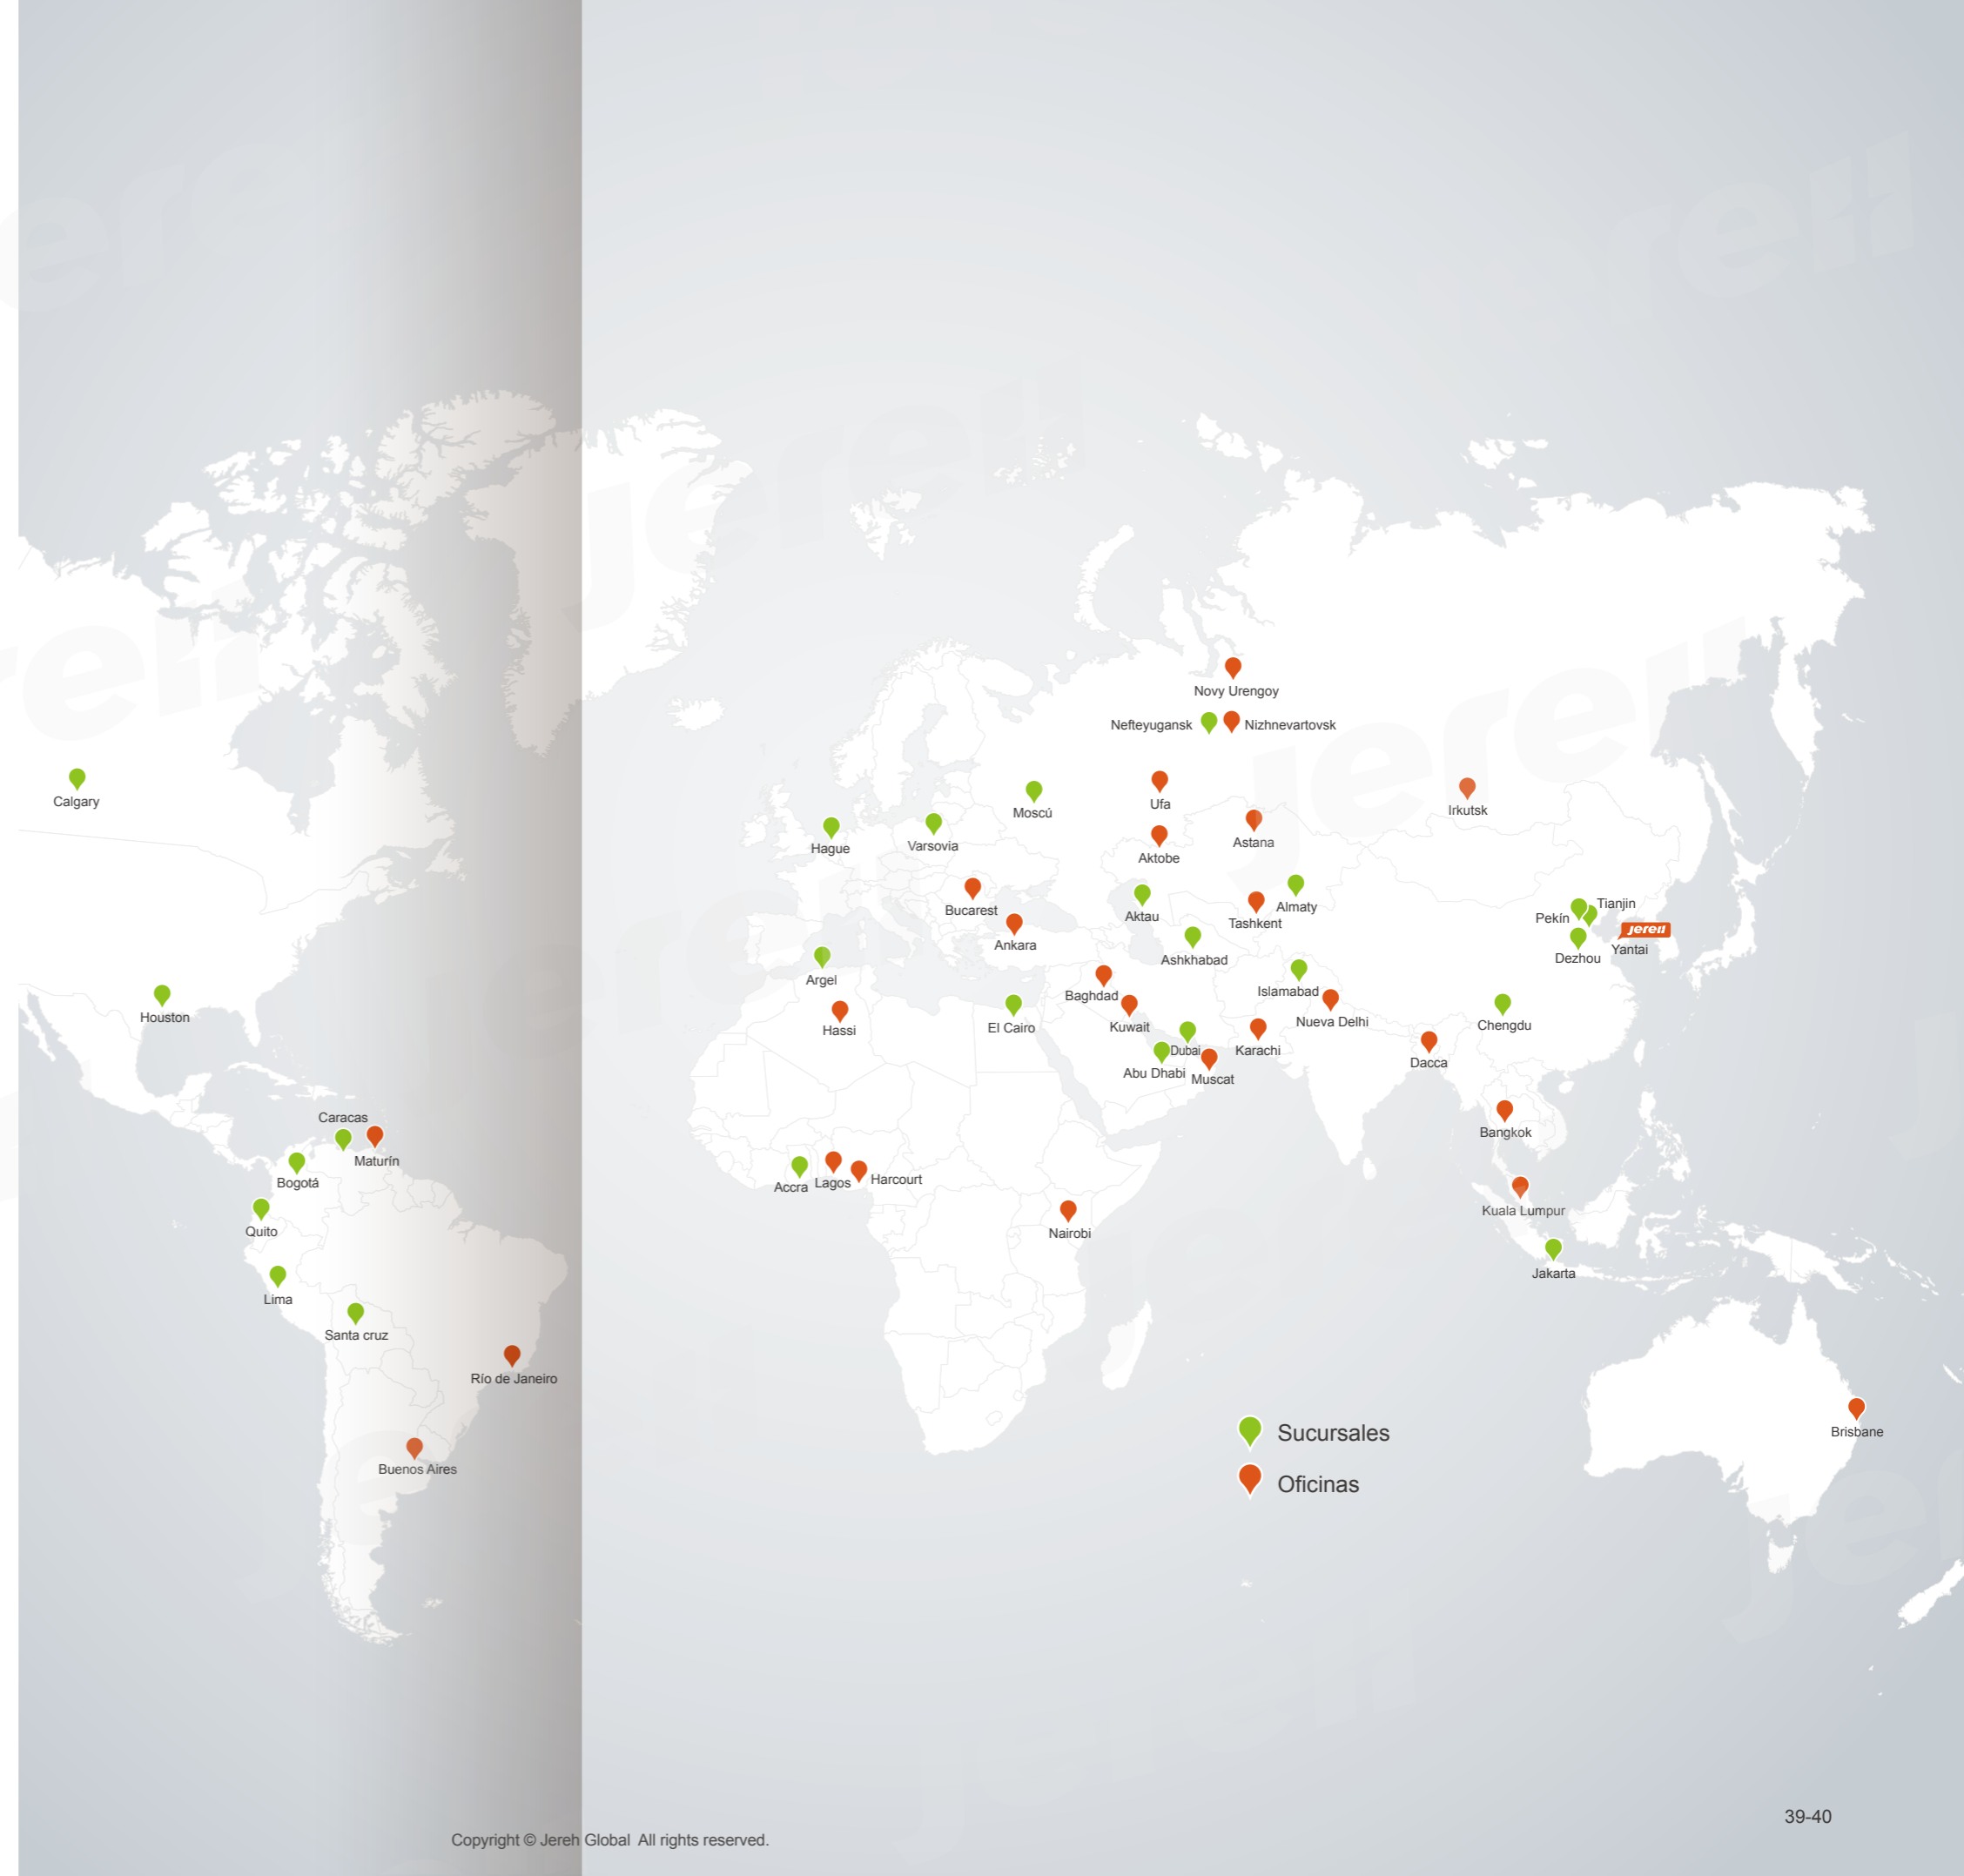 Novy Urengoy
Nefteyugansk
Nizhnevartovsk
Calgary
Moscú
Ufa
Irkutsk
Hague
Varsovia
Aktobe
Astana
Bucarest
Aktau
Almaty
Tashkent
Tianjin
Pekín
jereh
Yantai
Ankara
Ashkhabad
Dezhou
Argel
Baghdad
Islamabad
Houston
Hassi
El Cairo
Kuwait
Nueva Delhi
Chengdu
Dubai
Karachi
Abu Dhabi
Muscat
Dacca
Caracas
Maturín
Bangkok
Bogotá
Accra
Lagos
Harcourt
Quito
Nairobi
Kuala Lumpur
Lima
Jakarta
Santa cruz
Río de Janeiro
Sucursales
Brisbane
Buenos Aires
Oficinas
39-40
Copyright © Jereh Global All rights reserved.